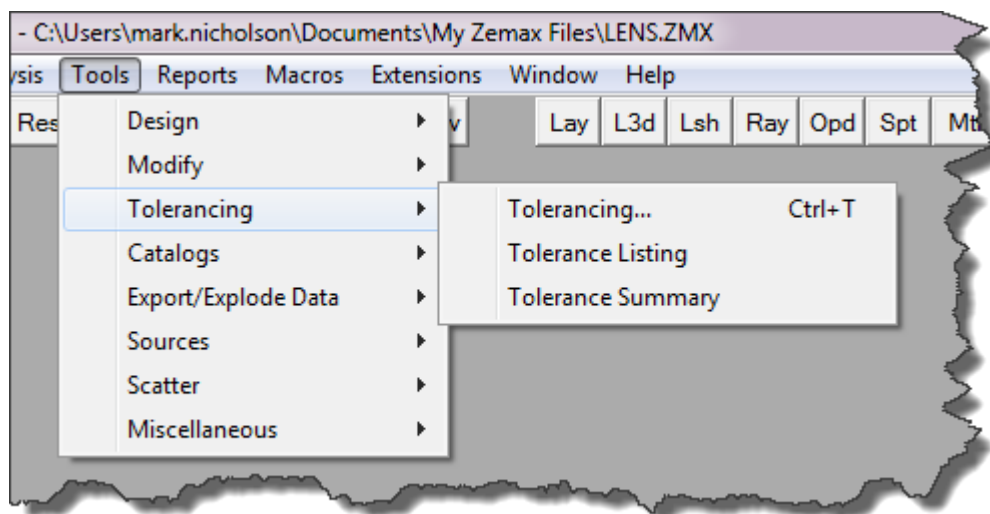 - C:\Users\mark.nicholson\Documents\My Zemax Files\LENS.ZMX
Tools Reports Macros Extensions Window Help
Res Lay L3d Lsh Ray Opd Spt
Design
Modify
Tolerancing
Catalogs
Export/Explode Data
Sources
Scatter
Miscellaneous
Tolerancing... Ctrl+T
Tolerance Listing
Tolerance Summary